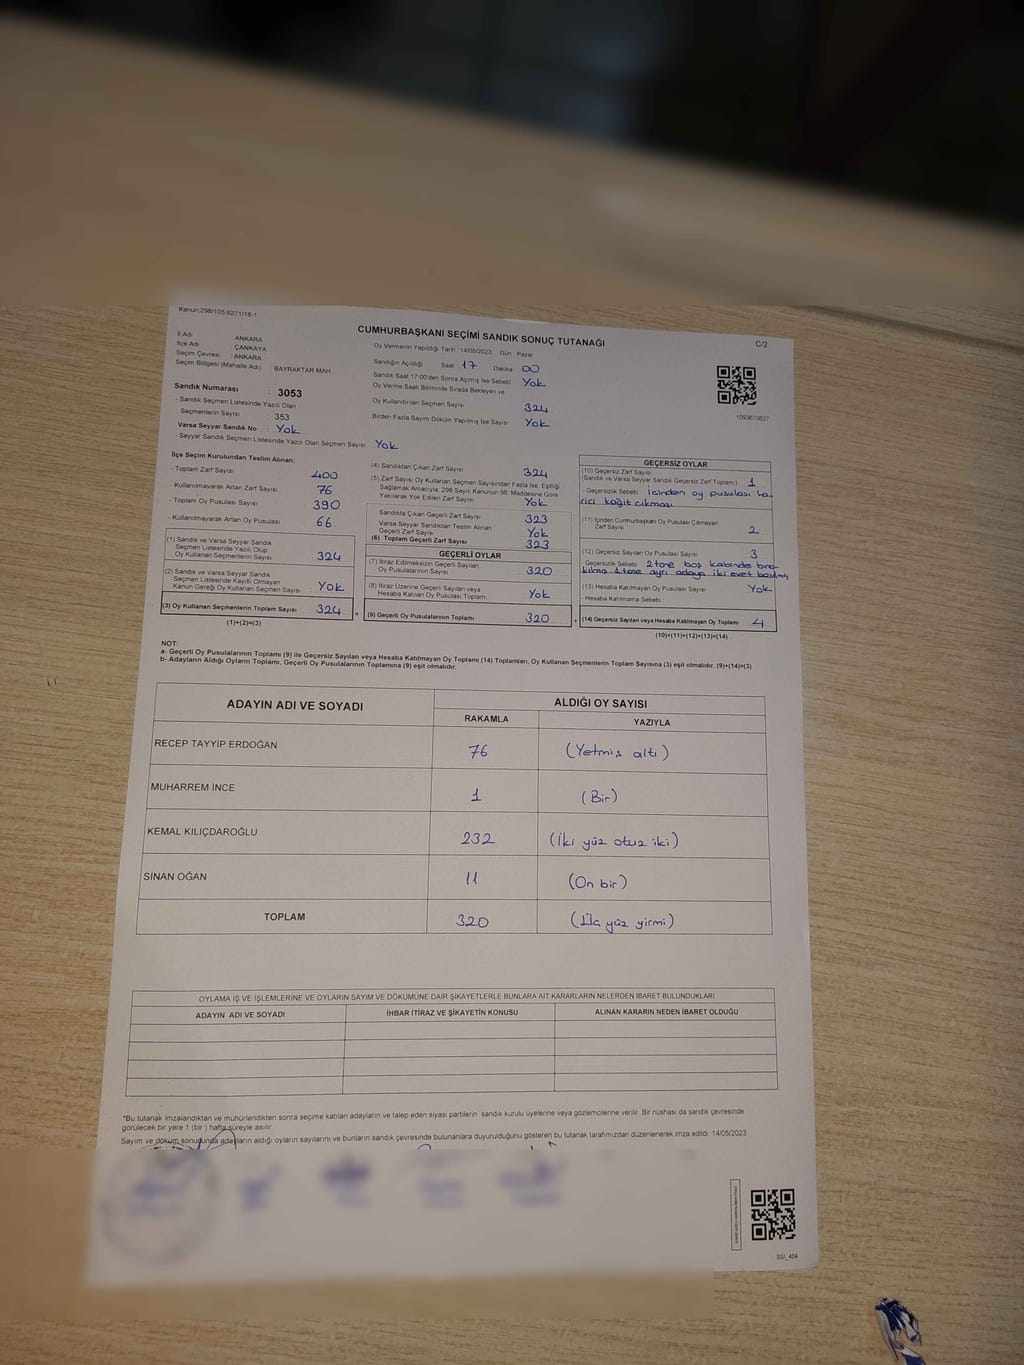 Kanun;298/105,6271/18-1
CUMHURBAŞKANI SEÇİMİ SANDIK SONUÇ TUTANAĞI
C/2
İl Adı : ANKARA
İlçe Adı : ÇANKAYA
Seçim Çevresi : ANKARA
Seçim Bölgesi (Mahalle Adı) : BAYRAKTAR MAH.
Sandık Numarası : 3053
- Sandık Seçmen Listesinde Yazılı Olan
Seçmenlerin Sayısı : 353
Varsa Seyyar Sandık No : Yok
- Seyyar Sandık Seçmen Listesinde Yazılı Olan Seçmen Sayısı : Yok
Oy Vermenin Yapıldığı Tarih : 14/05/2023 Gün : Pazar
Sandığın Açıldığı Saat 17 Dakika 00
Sandık Saat 17:00'den Sonra Açılmış İse Sebebi Yok
Oy Verme Saati Bitiminde Sırada Bekleyen ve
Oy Kullandırılan Seçmen Sayısı 324
Birden Fazla Sayım Döküm Yapılmış İse Sayısı Yok
1093670627
İlçe Seçim Kurulundan Teslim Alınan;
- Toplam Zarf Sayısı 400
- Kullanılmayarak Artan Zarf Sayısı 76
- Toplam Oy Pusulası Sayısı 390
- Kullanılmayarak Artan Oy Pusulası 66
(1) Sandık ve Varsa Seyyar Sandık
Seçmen Listesinde Yazılı Olup
Oy Kullanan Seçmenlerin Sayısı 324
(2) Sandık ve Varsa Seyyar Sandık
Seçmen Listesinde Kayıtlı Olmayan
Kanun Gereği Oy Kullanan Seçmen Sayısı Yok
(3) Oy Kullanan Seçmenlerin Toplam Sayısı 324
(1)+(2)=(3)
(4) Sandıktan Çıkan Zarf Sayısı 324
(5) Zarf Sayısı Oy Kullanan Seçmen Sayısından Fazla İse, Eşitliği
Sağlamak Amacıyla; 298 Sayılı Kanunun 98. Maddesine Göre
Yakılarak Yok Edilen Zarf Sayısı Yok
Sandıkta Çıkan Geçerli Zarf Sayısı 323
Varsa Seyyar Sandıktan Teslim Alınan
Geçerli Zarf Sayısı Yok
(6) Toplam Geçerli Zarf Sayısı 323
GEÇERLİ OYLAR
(7) İtiraz Edilmeksizin Geçerli Sayılan
Oy Pusulalarının Sayısı 320
(8) İtiraz Üzerine Geçerli Sayılan veya
Hesaba Katılan Oy Pusulası Toplamı Yok
(9) Geçerli Oy Pusulalarının Toplamı 320
GEÇERSİZ OYLAR
(10) Geçersiz Zarf Sayısı
(Sandık ve Varsa Seyyar Sandık Geçersiz Zarf Toplamı) 1
- Geçersizlik Sebebi : İçinden oy pusulası ha-
rici kağıt çıkması
(11) İçinden Cumhurbaşkanı Oy Pusulası Çıkmayan
Zarf Sayısı 2
(12) Geçersiz Sayılan Oy Pusulası Sayısı 3
- Geçersizlik Sebebi : 2 tane boş kabinde bıra-
kılma 1 tane ayrı adaya iki evet basılmış
(13) Hesaba Katılmayan Oy Pusulası Sayısı Yok
- Hesaba Katılmama Sebebi
(14) Geçersiz Sayılan veya Hesaba Katılmayan Oy Toplamı 4
(10)+(11)+(12)+(13)=(14)
NOT:
a- Geçerli Oy Pusulalarının Toplamı (9) ile Geçersiz Sayılan veya Hesaba Katılmayan Oy Toplamı (14) Toplamları, Oy Kullanan Seçmenlerin Toplam Sayısına (3) eşit olmalıdır. (9)+(14)=(3)
b- Adayların Aldığı Oyların Toplamı, Geçerli Oy Pusulalarının Toplamına (9) eşit olmalıdır.
ADAYIN ADI VE SOYADI
ALDIĞI OY SAYISI
RAKAMLA YAZIYLA
RECEP TAYYİP ERDOĞAN 76 (Yetmiş altı)
MUHARREM İNCE 1 (Bir)
KEMAL KILIÇDAROĞLU 232 (İki yüz otuz iki)
SİNAN OĞAN 11 (On bir)
TOPLAM 320 (Üç yüz yirmi)
OYLAMA İŞ VE İŞLEMLERİNE VE OYLARIN SAYIM VE DÖKÜMÜNE DAİR ŞİKAYETLERLE BUNLARA AİT KARARLARIN NELERDEN İBARET BULUNDUKLARI
ADAYIN ADI VE SOYADI İHBAR İTİRAZ VE ŞİKAYETİN KONUSU ALINAN KARARIN NEDEN İBARET OLDUĞU
*Bu tutanak imzalandıktan ve mühürlendikten sonra seçime katılan adayların ve talep eden siyasi partilerin sandık kurulu üyelerine veya gözlemcilerine verilir. Bir nüshası da sandık çevresinde
görülecek bir yere 1 (bir ) hafta süreyle asılır.
Sayım ve döküm sonucunda adayların aldığı oyların sayılarını ve bunların sandık çevresinde bulunanlara duyurulduğunu gösteren bu tutanak tarafımızdan düzenlenerek imza edildi. 14/05/2023
SSI_404